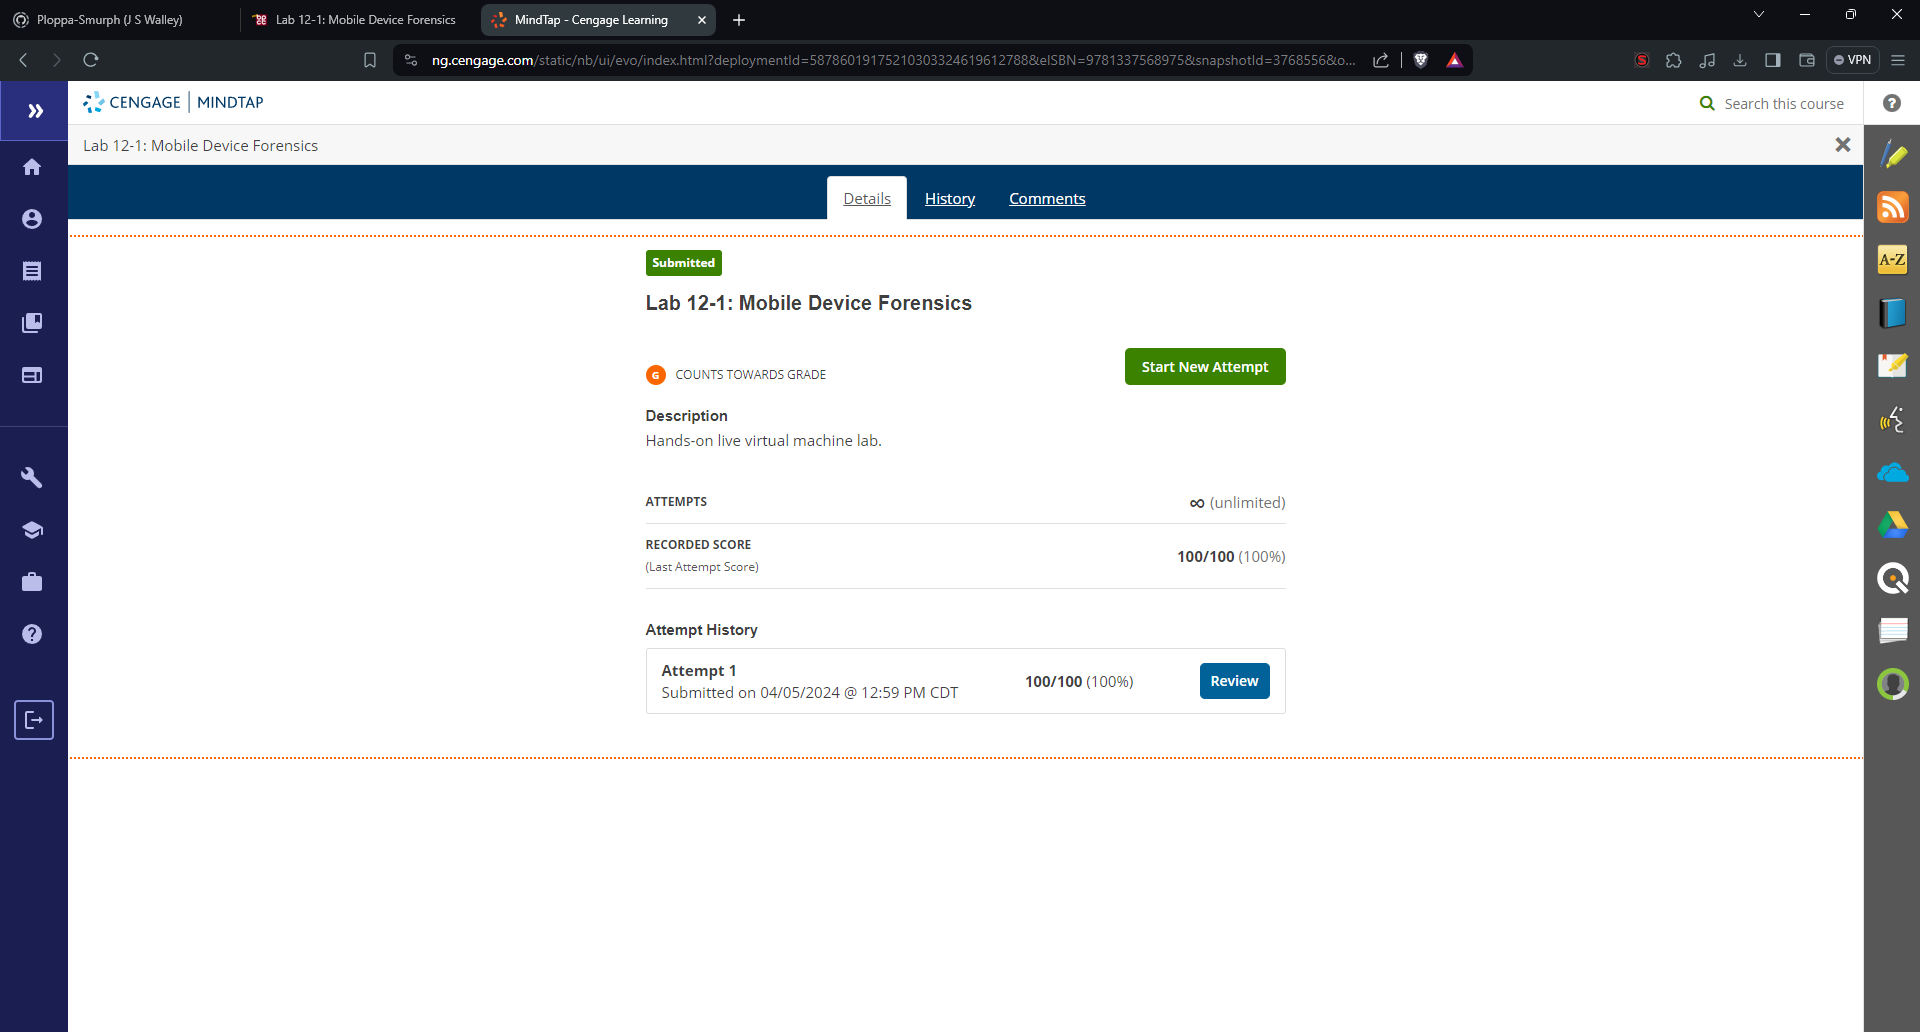 Ploppa-Smurph (J S Walley)
Lab 12-1: Mobile Device Forensics
MindTap - Cengage Learning
ng.cengage.com/static/nb/ui/evo/index.html?deploymentId=58786019175210303324619612788&eISBN=9781337568975&snapshotId=3768556&o...
VPN
CENGAGE MINDTAP
Search this course
Lab 12-1: Mobile Device Forensics
Details
History
Comments
A-Z
Submitted
Lab 12-1: Mobile Device Forensics
G COUNTS TOWARDS GRADE
Start New Attempt
Description
Hands-on live virtual machine lab.
ATTEMPTS
∞ (unlimited)
RECORDED SCORE
(Last Attempt Score)
100/100 (100%)
Attempt History
Attempt 1
Submitted on 04/05/2024 @ 12:59 PM CDT
100/100 (100%)
Review